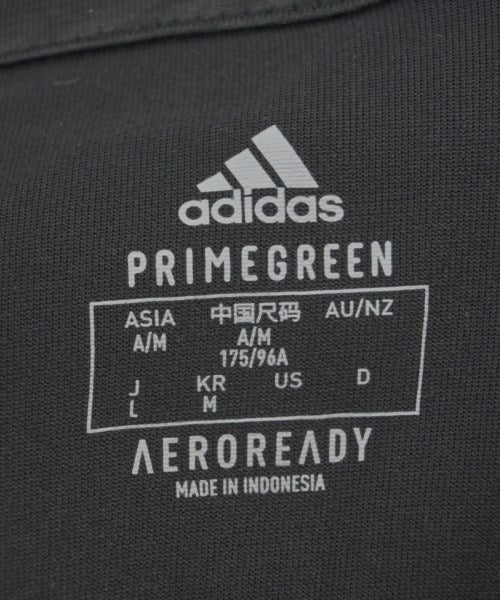 adidas
PRIMEGREEN
ASIA 中国尺码 AU/NZ
A/M A/M
175/96A
J KR US D
L M
AEROREADY
MADE IN INDONESIA